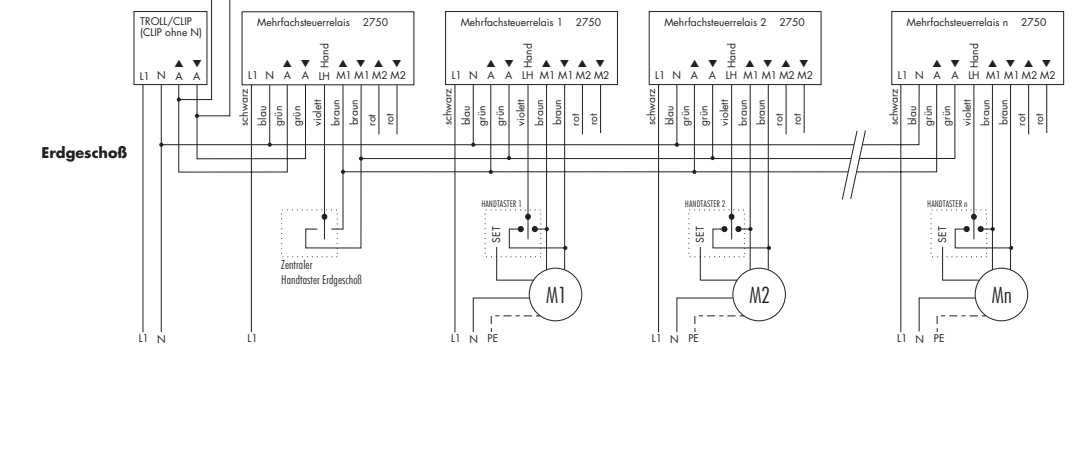 TROLL/CLIP
(CLIP ohne N)
L1 N A A
Mehrfachsteuerrelais 2750
Hand
L1 N A A LH M1 M1 M2 M2
schwarz
blau
grün
grün
violett
braun
braun
rot
rot
Mehrfachsteuerrelais 1 2750
Hand
L1 N A A LH M1 M1 M2 M2
schwarz
blau
grün
grün
violett
braun
braun
rot
rot
Mehrfachsteuerrelais 2 2750
Hand
L1 N A A LH M1 M1 M2 M2
schwarz
blau
grün
grün
violett
braun
braun
rot
rot
Mehrfachsteuerrelais n 2750
Hand
L1 N A A LH M1 M1 M2 M2
schwarz
blau
grün
grün
violett
braun
braun
rot
rot
Erdgeschoß
HANDTASTER 1
SET
HANDTASTER 2
SET
HANDTASTER n
SET
Zentraler
Handtaster Erdgeschoß
M1
M2
Mn
L1 N
L1
L1 N PE
L1 N PE
L1 N PE